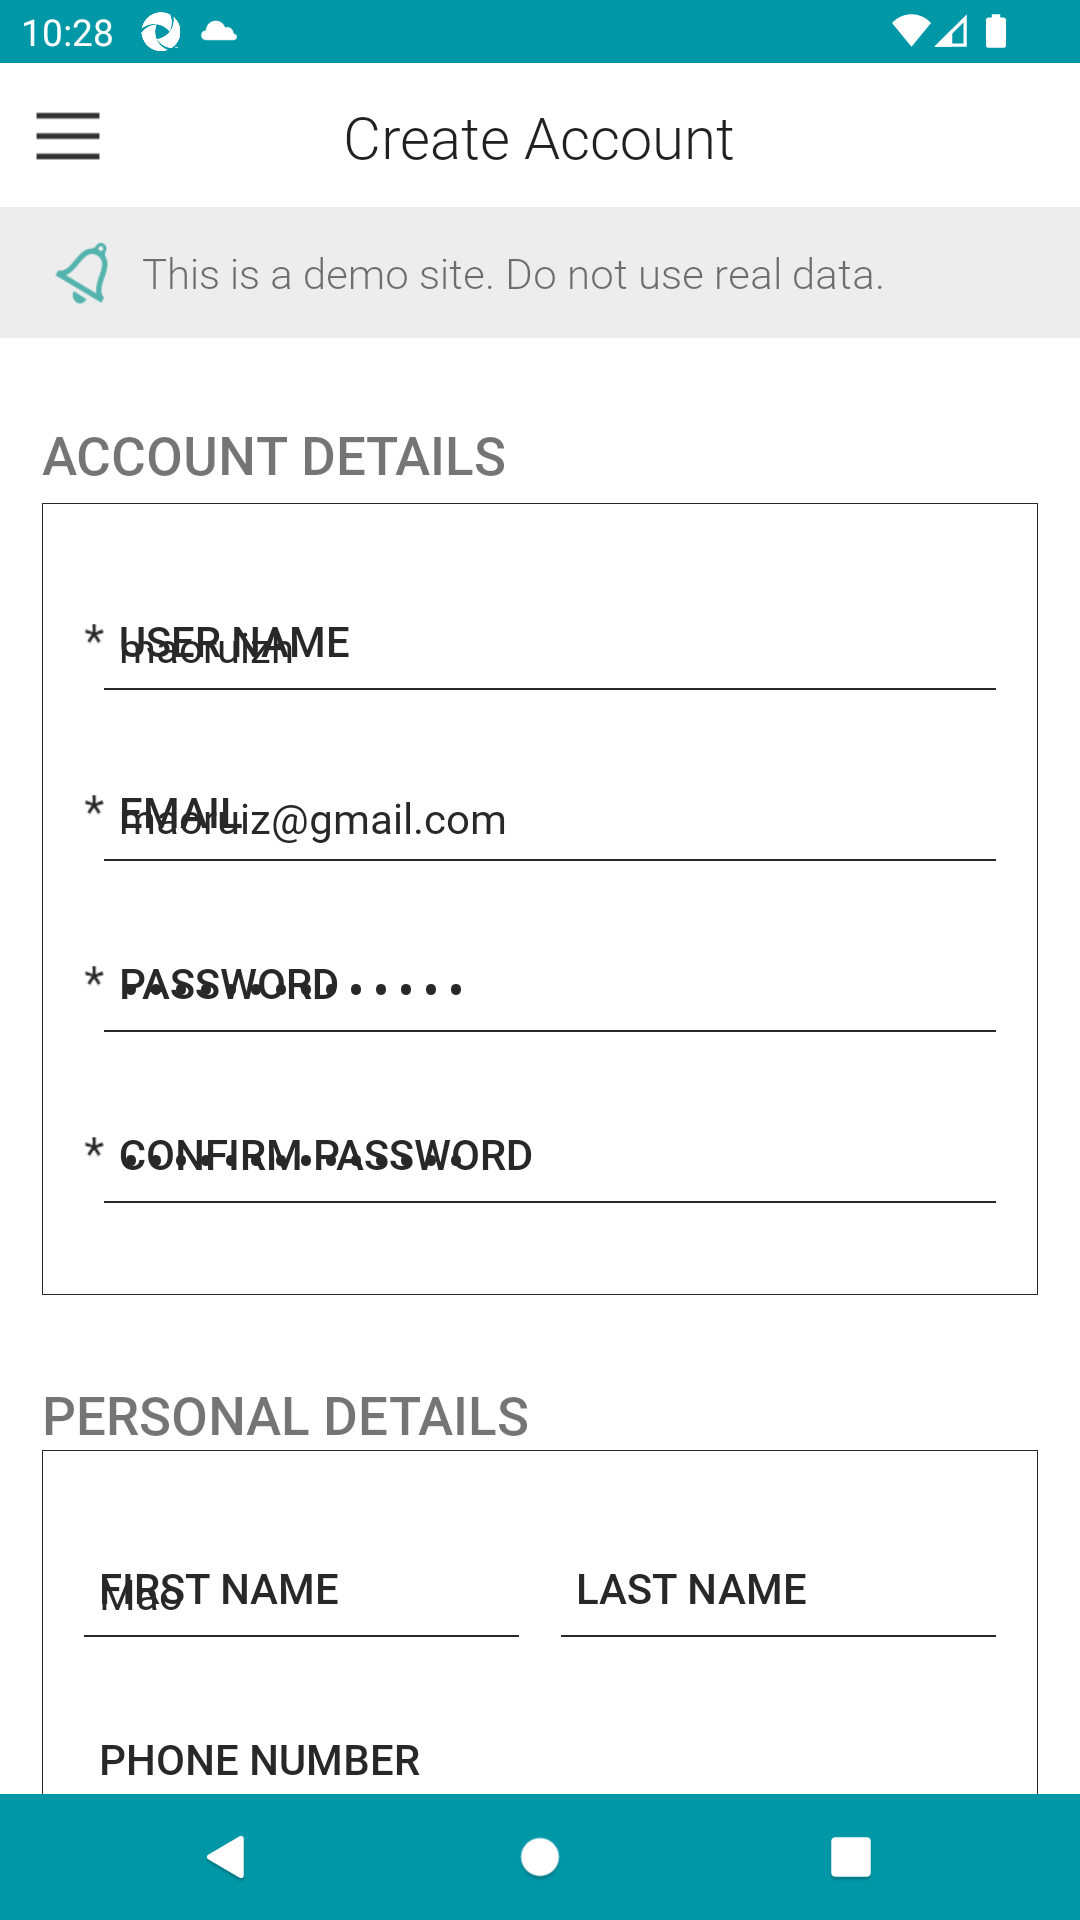 10:28
Create Account
This is a demo site. Do not use real data.
ACCOUNT DETAILS
* USER NAME
maoruizh
* EMAIL
maoruiz@gmail.com
* PASSWORD
••••••••••••••
* CONFIRM PASSWORD
••••••••••••••
PERSONAL DETAILS
FIRST NAME LAST NAME
Mao
PHONE NUMBER